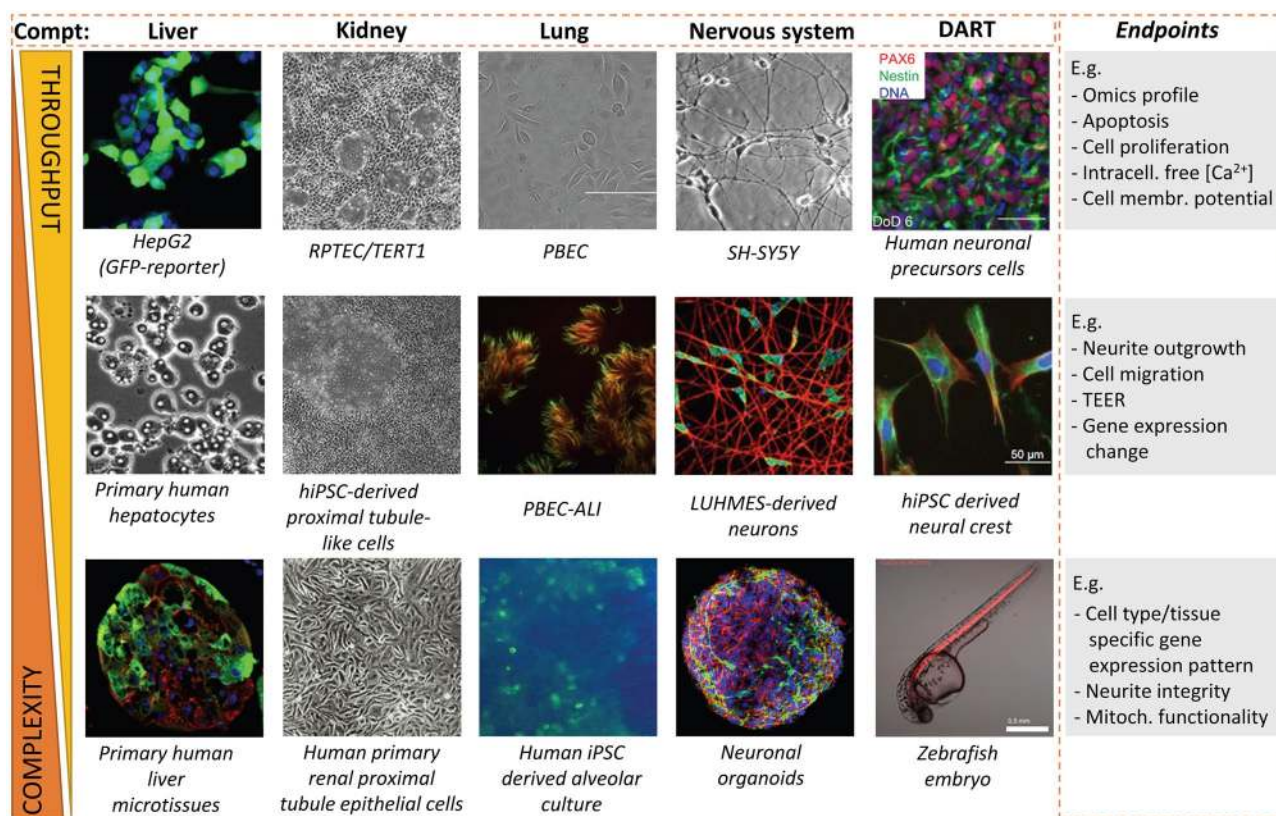 Compt: Liver Kidney Lung Nervous system DART Endpoints
THROUGHPUT
COMPLEXITY
PAX6
Nestin
DNA
DoD 6
HepG2
(GFP-reporter)
RPTEC/TERT1
PBEC
SH-SY5Y
Human neuronal
precursors cells
E.g.
- Omics profile
- Apoptosis
- Cell proliferation
- Intracell. free [Ca²⁺]
- Cell membr. potential
50 µm
Primary human
hepatocytes
hiPSC-derived
proximal tubule-
like cells
PBEC-ALI
LUHMES-derived
neurons
hiPSC derived
neural crest
E.g.
- Neurite outgrowth
- Cell migration
- TEER
- Gene expression
change
0.5 mm
Primary human
liver
microtissues
Human primary
renal proximal
tubule epithelial cells
Human iPSC
derived alveolar
culture
Neuronal
organoids
Zebrafish
embryo
E.g.
- Cell type/tissue
specific gene
expression pattern
- Neurite integrity
- Mitoch. functionality